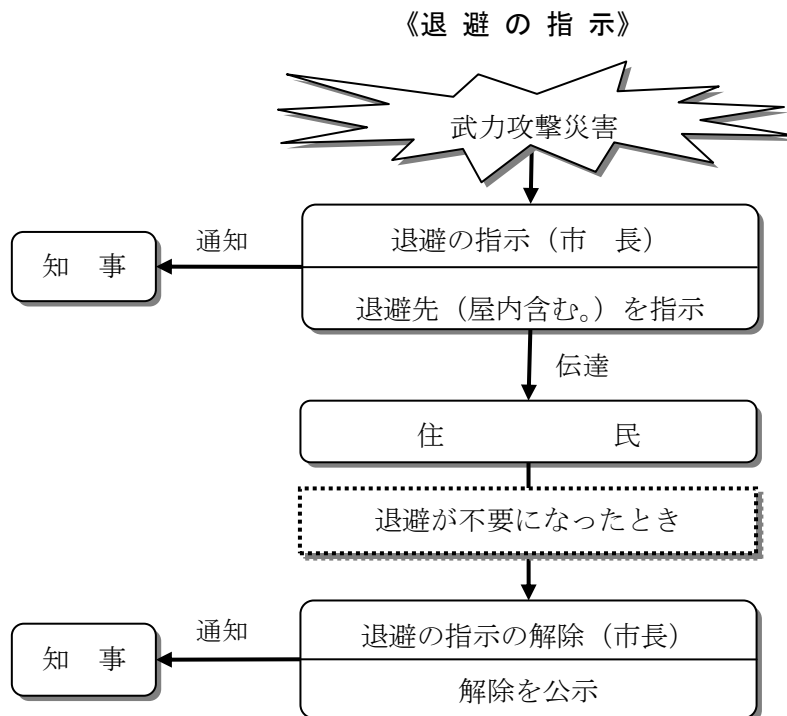 《退 避 の 指 示》
武力攻撃災害
退避の指示（市　長）
通知
知　事
退避先（屋内含む。）を指示
伝達
住　　　　　民
退避が不要になったとき
退避の指示の解除（市長）
通知
知　事
解除を公示